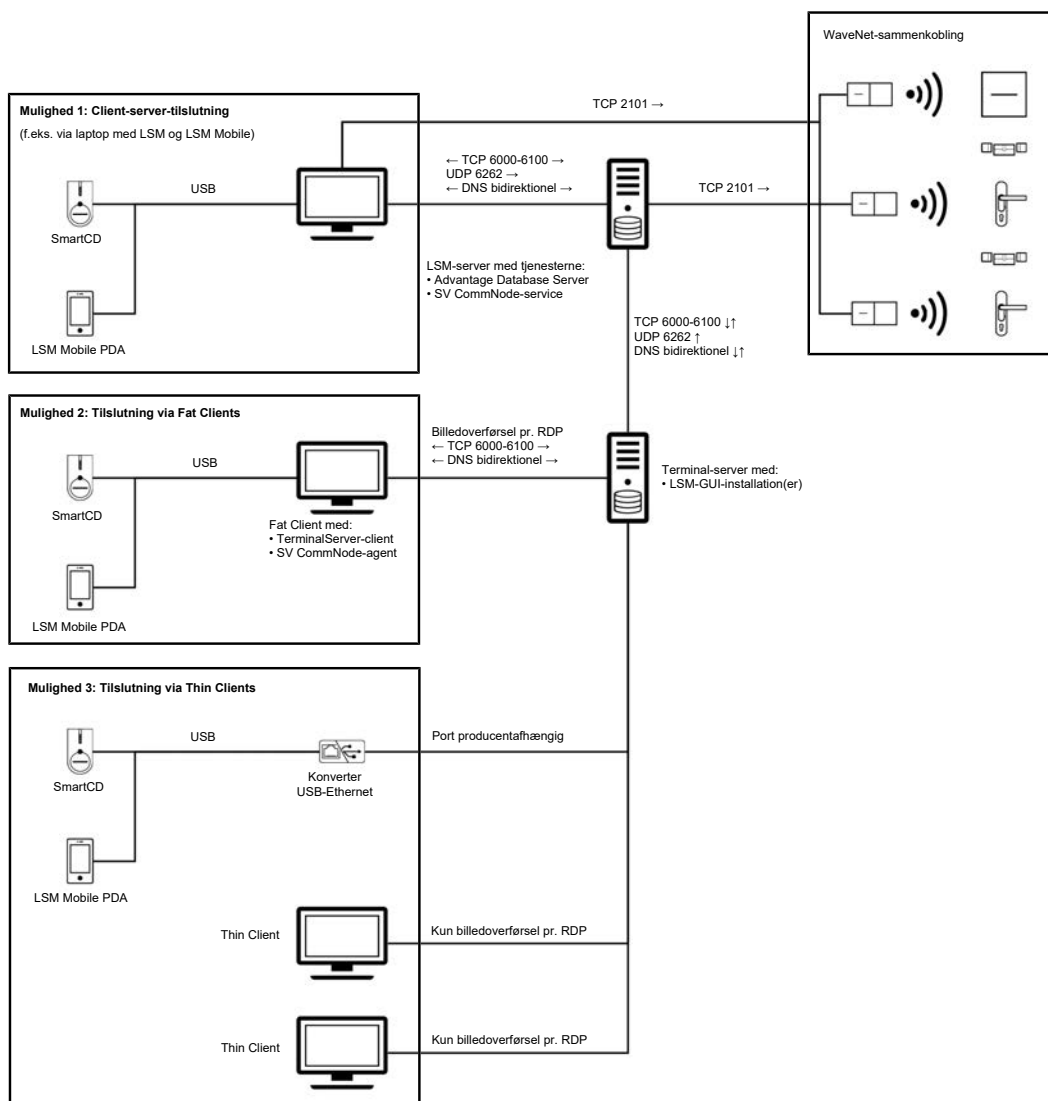 WaveNet-sammenkobling
Mulighed 1: Client-server-tilslutning
(f.eks. via laptop med LSM og LSM Mobile)
TCP 2101 →
USB
← TCP 6000-6100 →
UDP 6262 →
← DNS bidirektionel →
TCP 2101 →
SmartCD
LSM-server med tjenesterne:
• Advantage Database Server
• SV CommNode-service
LSM Mobile PDA
TCP 6000-6100 ↓↑
UDP 6262 ↑
DNS bidirektionel ↓↑
Mulighed 2: Tilslutning via Fat Clients
Billedoverførsel pr. RDP
← TCP 6000-6100 →
← DNS bidirektionel →
USB
SmartCD
Terminal-server med:
• LSM-GUI-installation(er)
Fat Client med:
• TerminalServer-client
• SV CommNode-agent
LSM Mobile PDA
Mulighed 3: Tilslutning via Thin Clients
USB
Port producentafhængig
SmartCD
Konverter
USB-Ethernet
LSM Mobile PDA
Thin Client
Kun billedoverførsel pr. RDP
Thin Client
Kun billedoverførsel pr. RDP